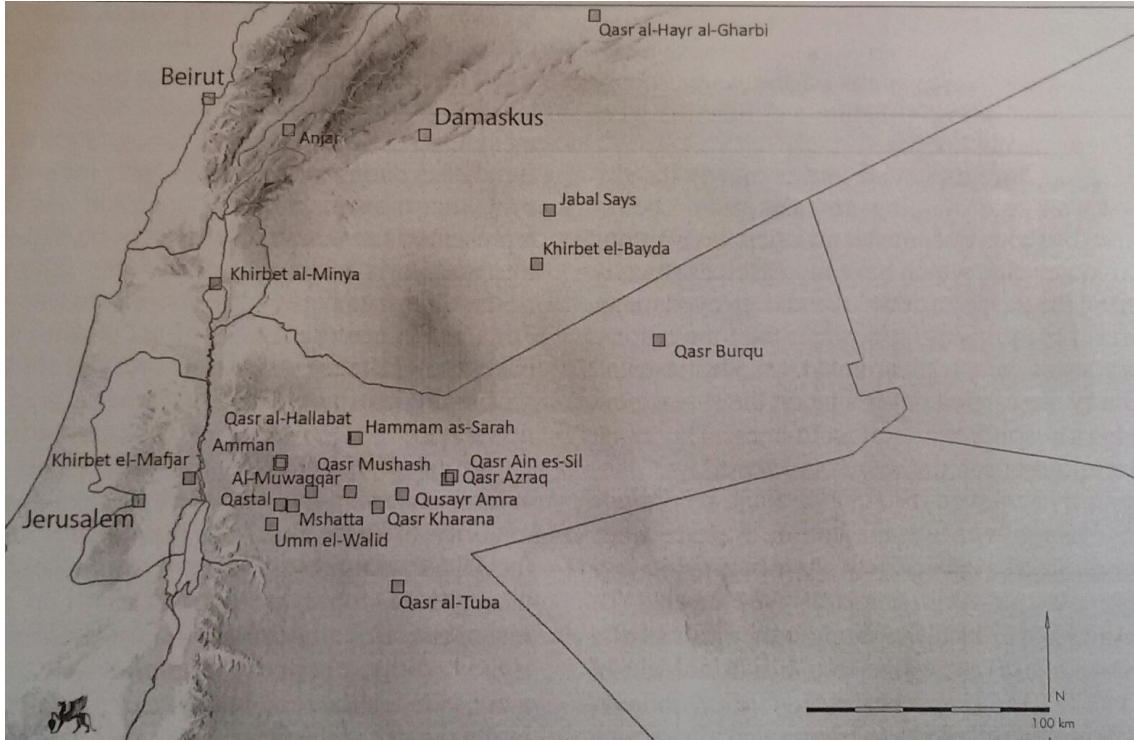 Qasr al-Hayr al-Gharbi
Beirut
Damaskus
Anjar
Jabal Says
Khirbet el-Bayda
Khirbet al-Minya
Qasr Burqu
Qasr al-Hallabat
Hammam as-Sarah
Amman
Khirbet el-Mafjar
Qasr Mushash
Qasr Ain es-Sil
Al-Muwaqqar
Qasr Azraq
Qastal
Qusayr Amra
Jerusalem
Mshatta
Qasr Kharana
Umm el-Walid
Qasr al-Tuba
N
100 km